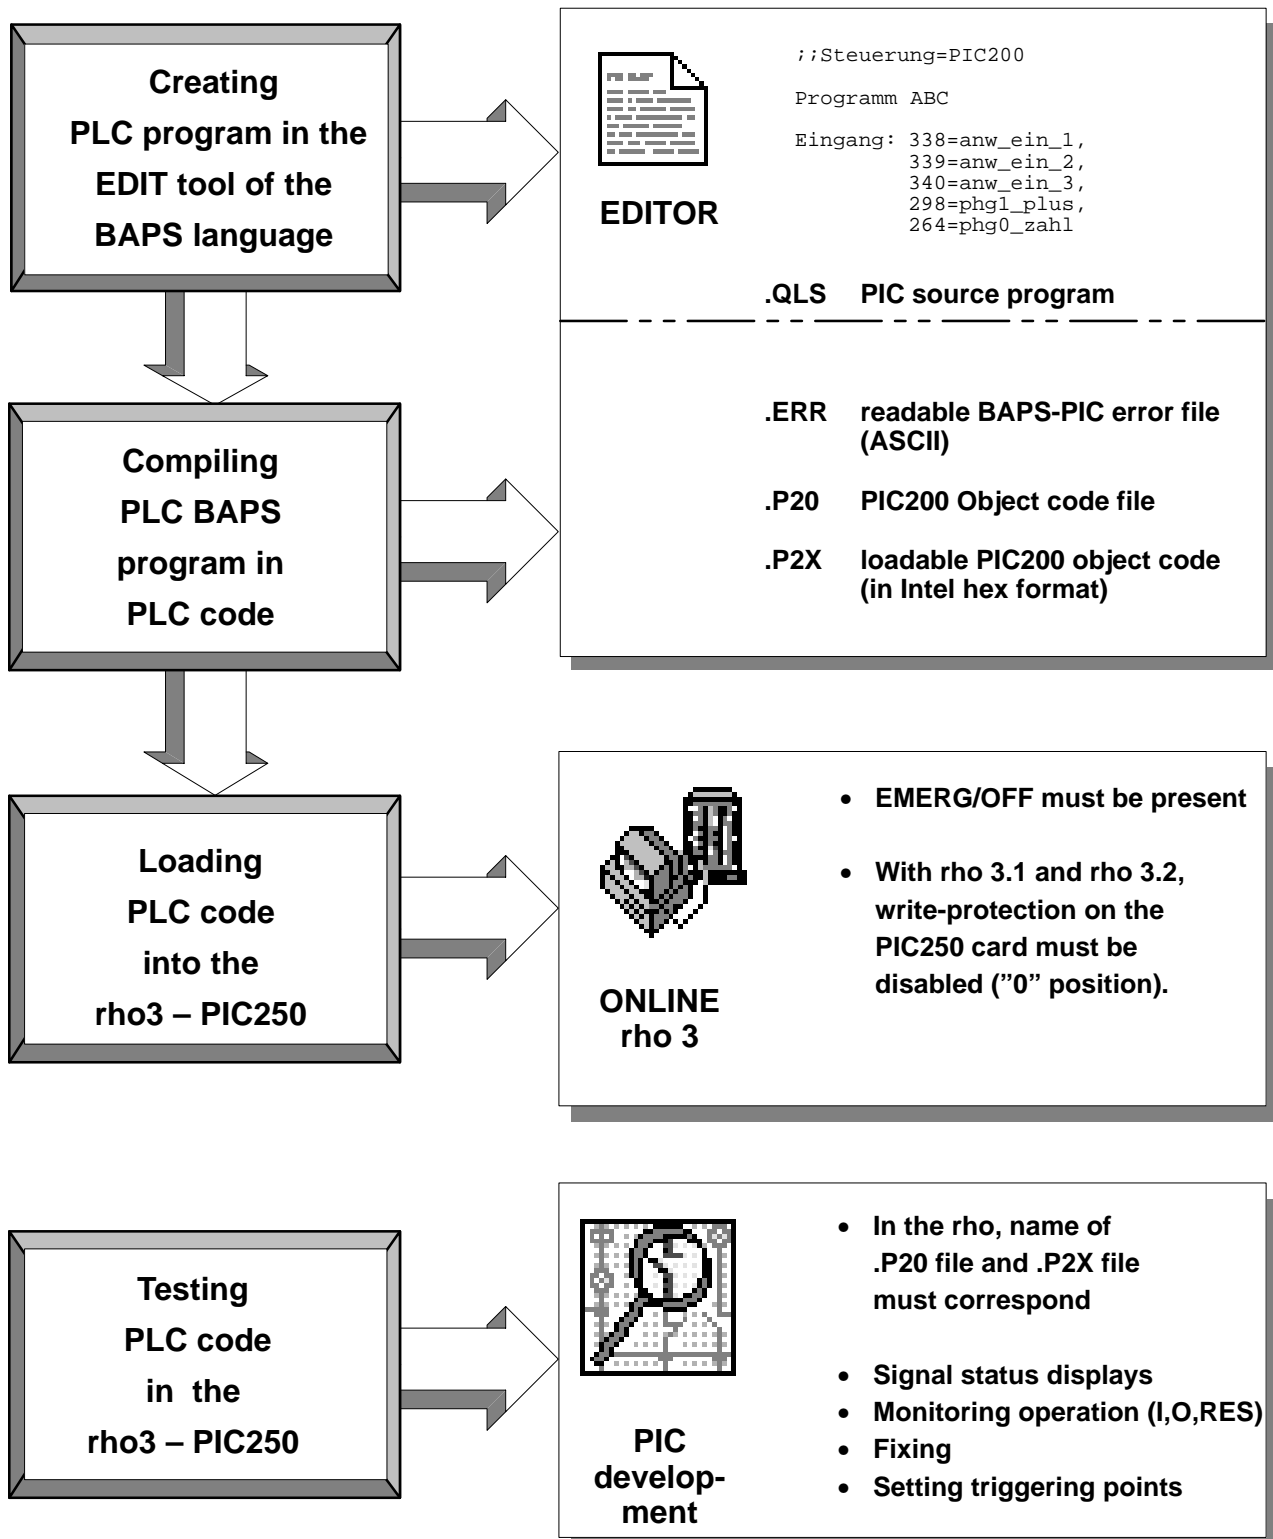 Creating
PLC program in the
EDIT tool of the
BAPS language
;;Steuerung=PIC200
Programm ABC
Eingang: 338=anw_ein_1,
339=anw_ein_2,
340=anw_ein_3,
298=phg1_plus,
264=phg0_zahl
EDITOR
.QLS PIC source program
Compiling
PLC BAPS
program in
PLC code
.ERR readable BAPS-PIC error file
(ASCII)
.P20 PIC200 Object code file
.P2X loadable PIC200 object code
(in Intel hex format)
Loading
PLC code
into the
rho3 – PIC250
ONLINE
rho 3
• EMERG/OFF must be present
• With rho 3.1 and rho 3.2,
write-protection on the
PIC250 card must be
disabled (”0” position).
Testing
PLC code
in the
rho3 – PIC250
PIC
develop-
ment
• In the rho, name of
.P20 file and .P2X file
must correspond
• Signal status displays
• Monitoring operation (I,O,RES)
• Fixing
• Setting triggering points